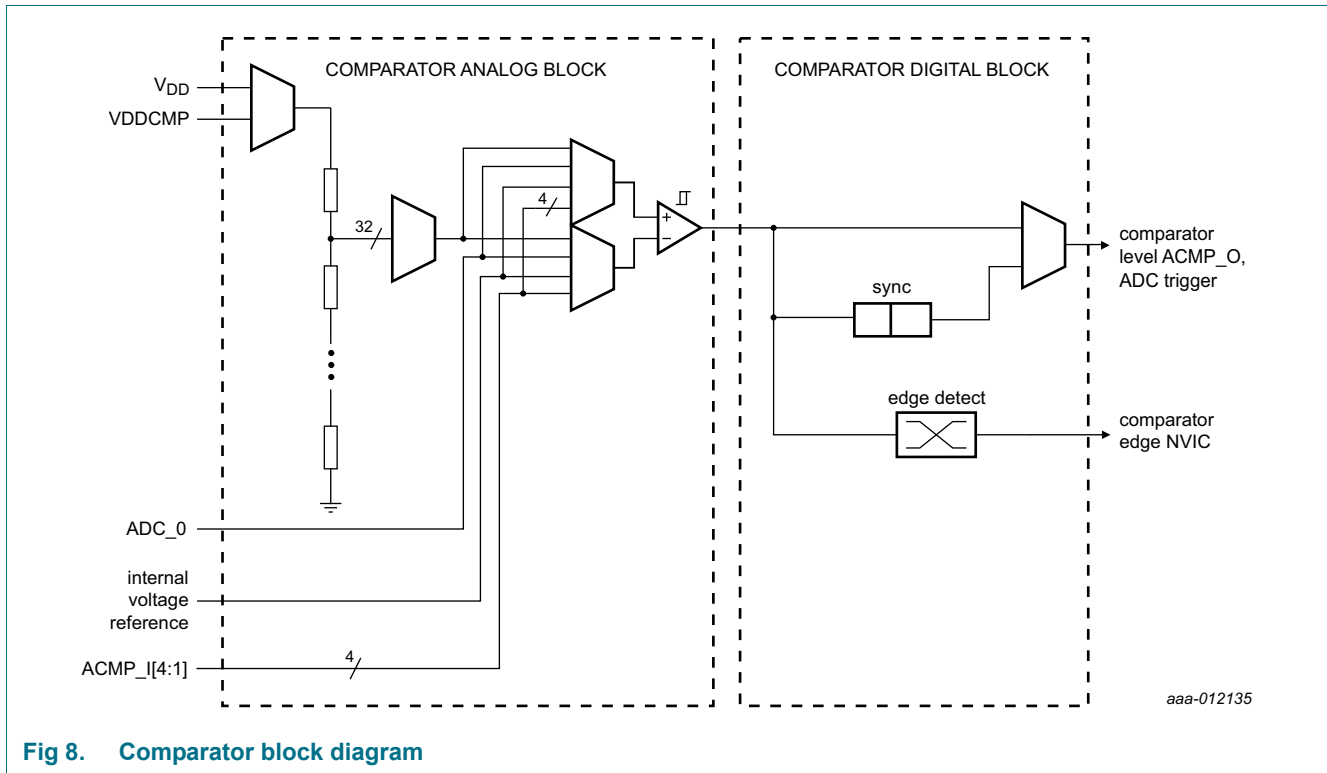 COMPARATOR ANALOG BLOCK
COMPARATOR DIGITAL BLOCK
VDD
VDDCMP
32
4
comparator
level ACMP_O,
ADC trigger
sync
edge detect
comparator
edge NVIC
ADC_0
internal
voltage
reference
4
ACMP_I[4:1]
aaa-012135
Fig 8. Comparator block diagram